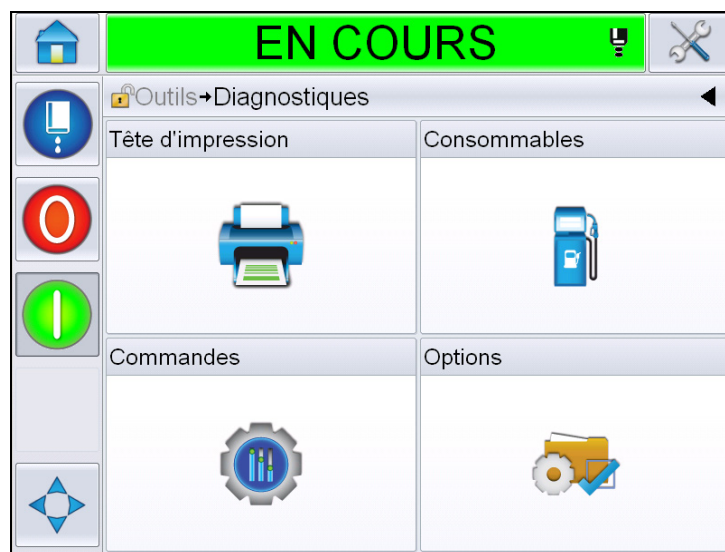 EN COURS
Outils→Diagnostiques
Tête d'impression
Consommables
Commandes
Options